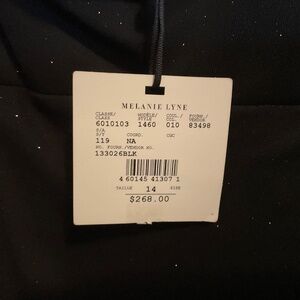 MELANIE LYNE
CLASSE/ MODELE/ COUL./ FOURN./
CLASS STYLE COL. VENDOR
6010103 1460 010 83498
S/A
S/Y COORD. CGC
119 NA
NO. FOURN./VENDOR NO.
133026BLK
4 60145 41307 1
TAILLE 14 SIZE
$268.00